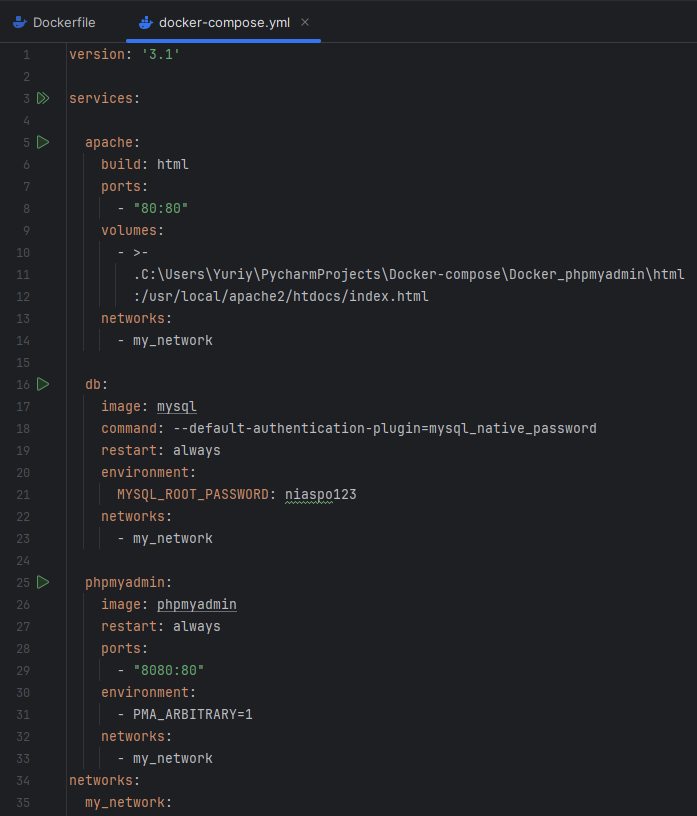 Dockerfile
docker-compose.yml
1 version: '3.1'
2
3 services:
4
5   apache:
6     build: html
7     ports:
8       - "80:80"
9     volumes:
10       - >-
11         .C:\Users\Yuriy\PycharmProjects\Docker-compose\Docker_phpmyadmin\html
12         :/usr/local/apache2/htdocs/index.html
13     networks:
14       - my_network
15
16   db:
17     image: mysql
18     command: --default-authentication-plugin=mysql_native_password
19     restart: always
20     environment:
21       MYSQL_ROOT_PASSWORD: niaspo123
22     networks:
23       - my_network
24
25   phpmyadmin:
26     image: phpmyadmin
27     restart: always
28     ports:
29       - "8080:80"
30     environment:
31       - PMA_ARBITRARY=1
32     networks:
33       - my_network
34 networks:
35   my_network: